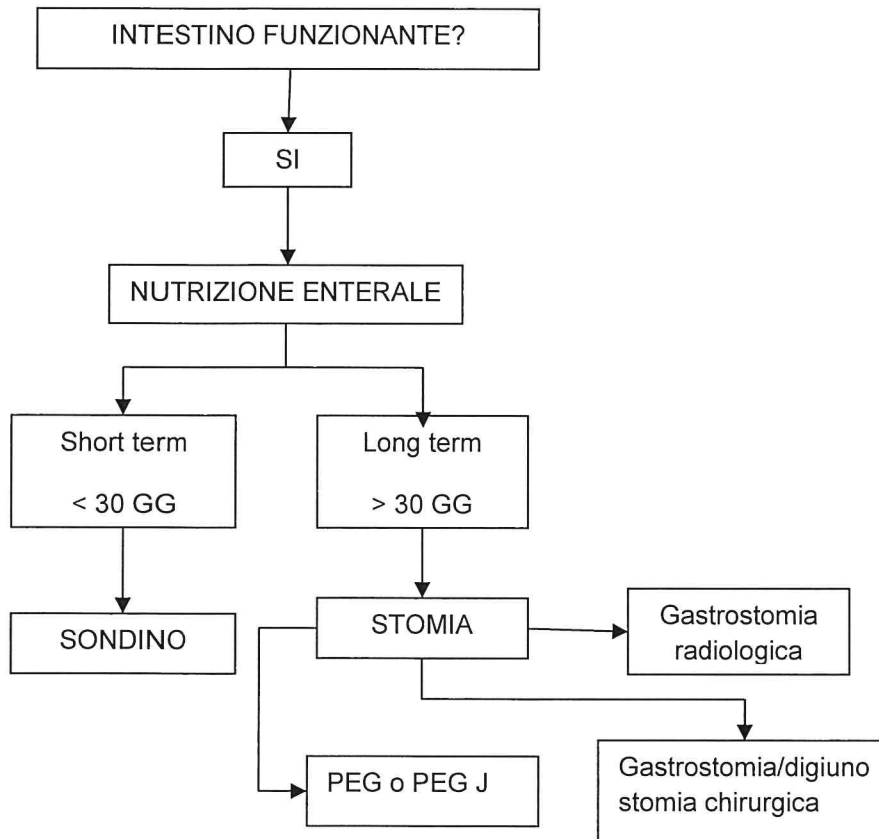 INTESTINO FUNZIONANTE?
SI
NUTRIZIONE ENTERALE
Short term
< 30 GG
Long term
> 30 GG
SONDINO
STOMIA
Gastrostomia
radiologica
PEG o PEG J
Gastrostomia/digiuno
stomia chirurgica